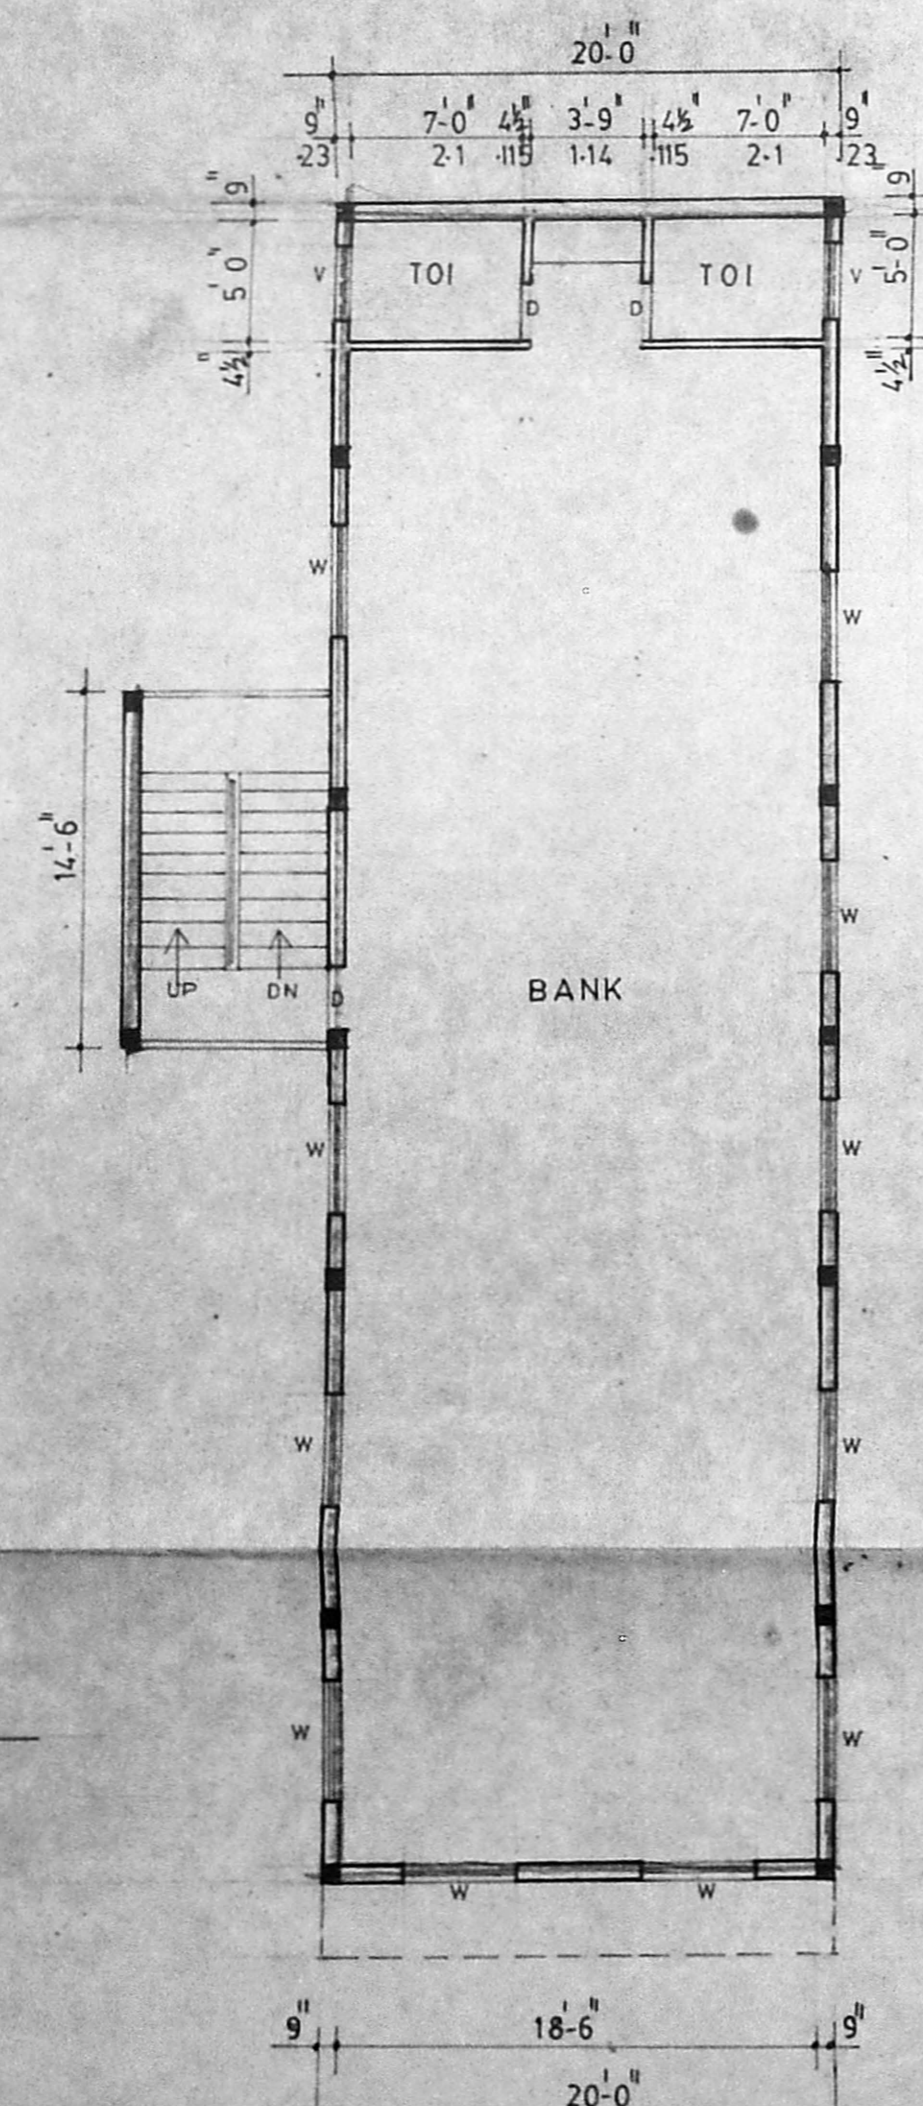 20'-0"
9" 7'-0" 4½" 3'-9" 4½" 7'-0" 9"
.23 2.1 .115 1.14 .115 2.1 .23
9" 9"
5'0" V TOI TOI V 5'-0"
D D
4½" 4½"
W
W
14'-6"
W
UP DN D BANK
W W
W W
W W
W W
9" 18'-6" 9"
20'-0"